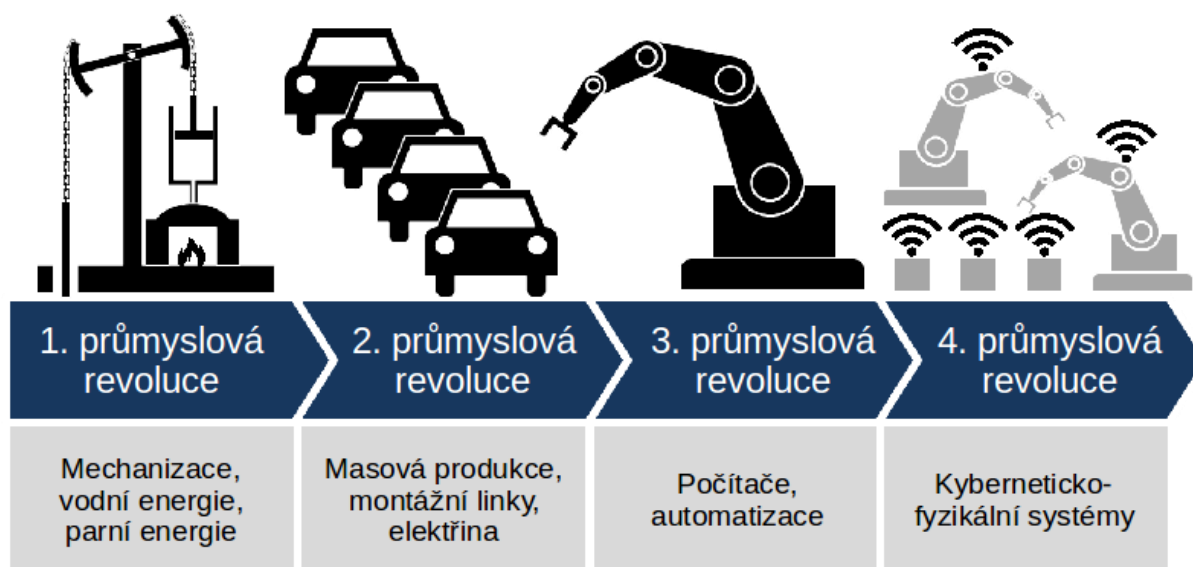 1. průmyslová
revoluce
2. průmyslová
revoluce
3. průmyslová
revoluce
4. průmyslová
revoluce
Mechanizace,
vodní energie,
parní energie
Masová produkce,
montážní linky,
elektřina
Počítače,
automatizace
Kyberneticko-
fyzikální systémy